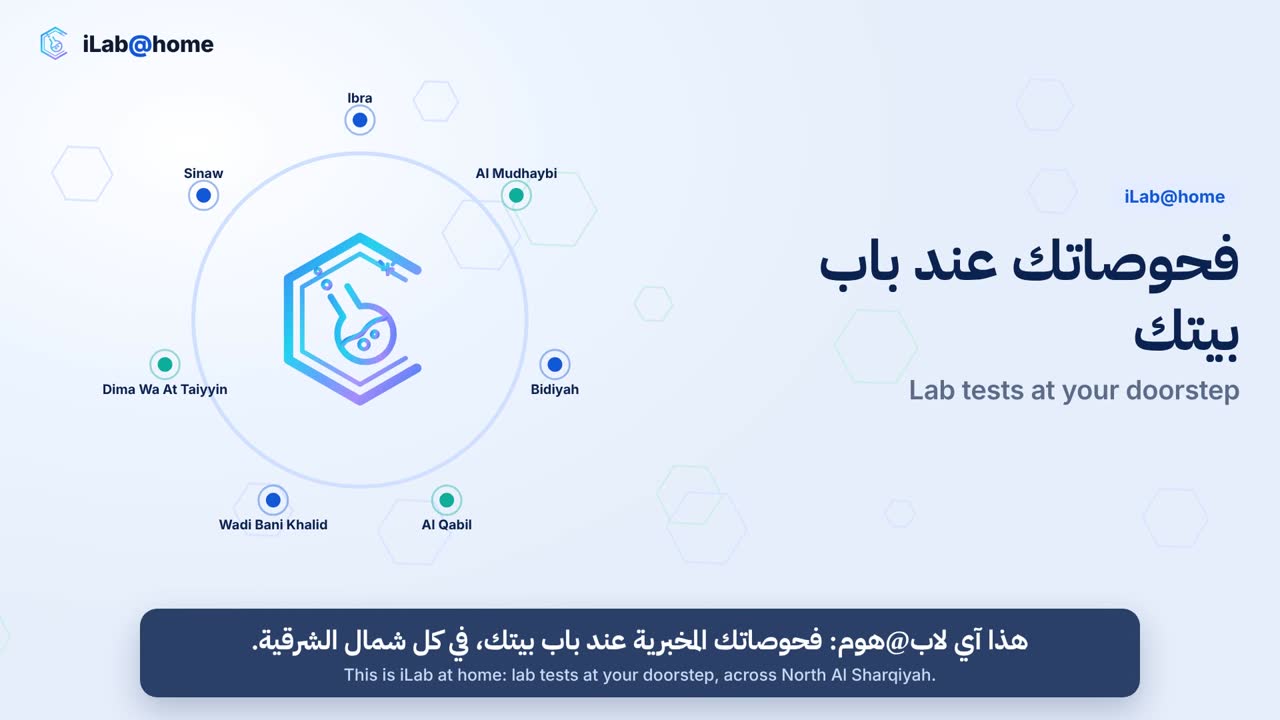 iLab@home
Ibra
Sinaw
Al Mudhaybi
Dima Wa At Taiyyin
Bidiyah
Wadi Bani Khalid
Al Qabil
iLab@home
فحوصاتك عند باب
بيتك
Lab tests at your doorstep
هذا آي لاب@هوم: فحوصاتك المخبرية عند باب بيتك، في كل شمال الشرقية.
This is iLab at home: lab tests at your doorstep, across North Al Sharqiyah.